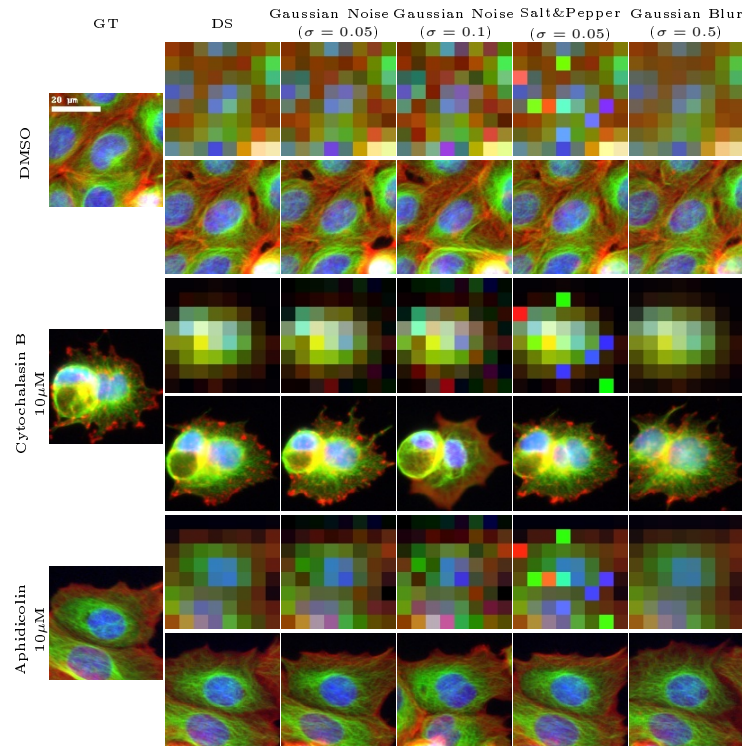 GT
DS
Gaussian Noise
(σ = 0.05)
Gaussian Noise
(σ = 0.1)
Salt&Pepper
(σ = 0.05)
Gaussian Blur
(σ = 0.5)
20 μm
DMSO
Cytochalasin B
10μM
Aphidicolin
10μM